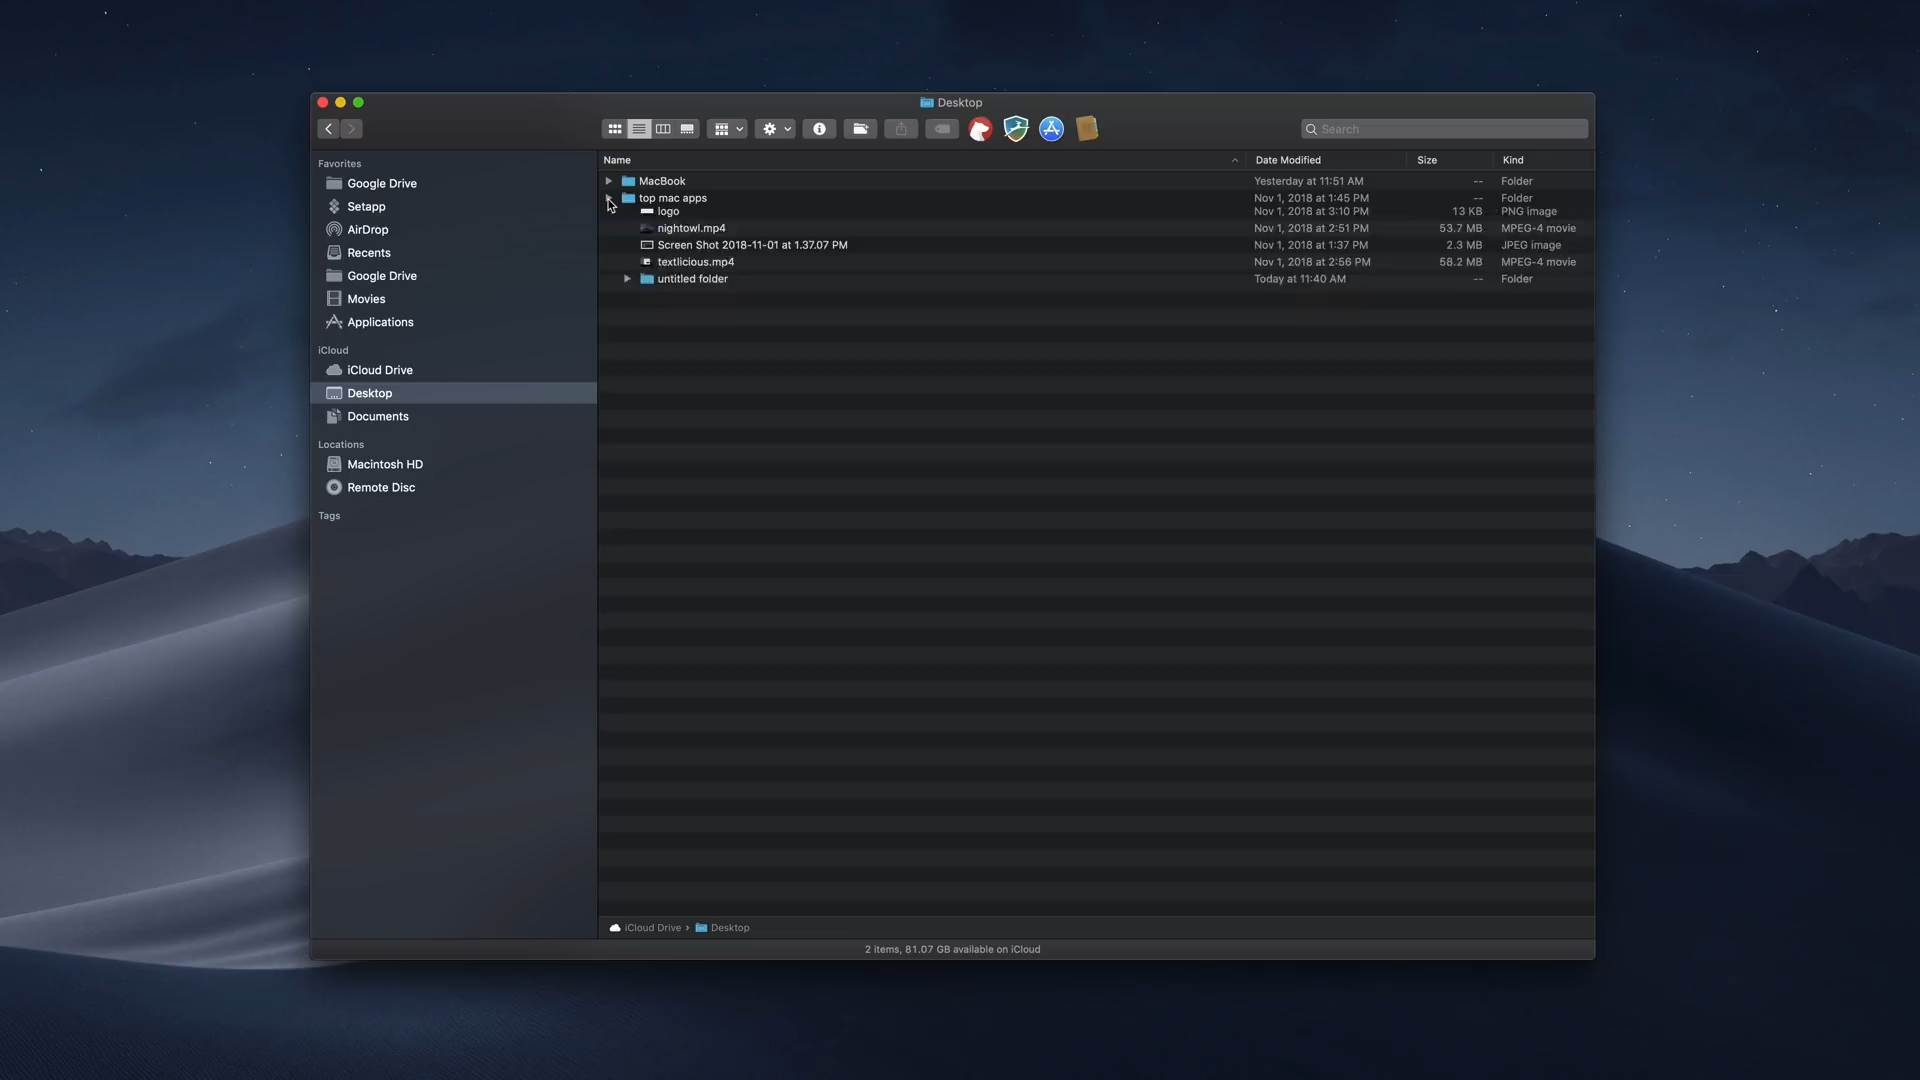 Desktop
Search
Favorites
Google Drive
Setapp
AirDrop
Recents
Google Drive
Movies
Applications
iCloud
iCloud Drive
Desktop
Documents
Locations
Macintosh HD
Remote Disc
Tags
Name Date Modified Size Kind
MacBook Yesterday at 11:51 AM -- Folder
top mac apps Nov 1, 2018 at 1:45 PM -- Folder
logo Nov 1, 2018 at 3:10 PM 13 KB PNG image
nightowl.mp4 Nov 1, 2018 at 2:51 PM 53.7 MB MPEG-4 movie
Screen Shot 2018-11-01 at 1.37.07 PM Nov 1, 2018 at 1:37 PM 2.3 MB JPEG image
textlicious.mp4 Nov 1, 2018 at 2:56 PM 58.2 MB MPEG-4 movie
untitled folder Today at 11:40 AM -- Folder
iCloud Drive › Desktop
2 items, 81.07 GB available on iCloud